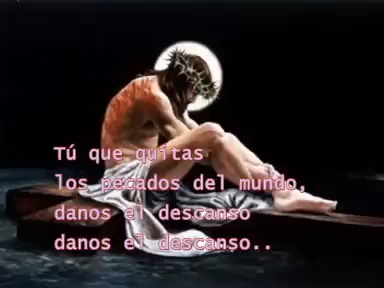 Tú que quitas
los pecados del mundo,
danos el descanso
danos el descanso..